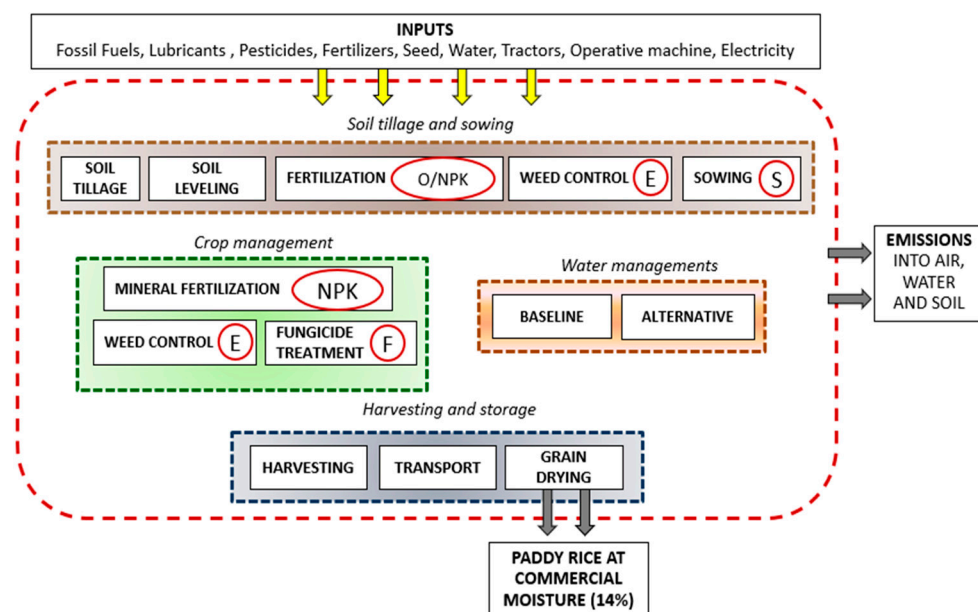 INPUTS
Fossil Fuels, Lubricants , Pesticides, Fertilizers, Seed, Water, Tractors, Operative machine, Electricity
Soil tillage and sowing
SOIL
TILLAGE
SOIL
LEVELING
FERTILIZATION
O/NPK
WEED CONTROL
E
SOWING
S
Crop management
MINERAL FERTILIZATION
NPK
WEED CONTROL
E
FUNGICIDE
TREATMENT
F
Water managements
BASELINE
ALTERNATIVE
EMISSIONS
INTO AIR,
WATER
AND SOIL
Harvesting and storage
HARVESTING
TRANSPORT
GRAIN
DRYING
PADDY RICE AT
COMMERCIAL
MOISTURE (14%)